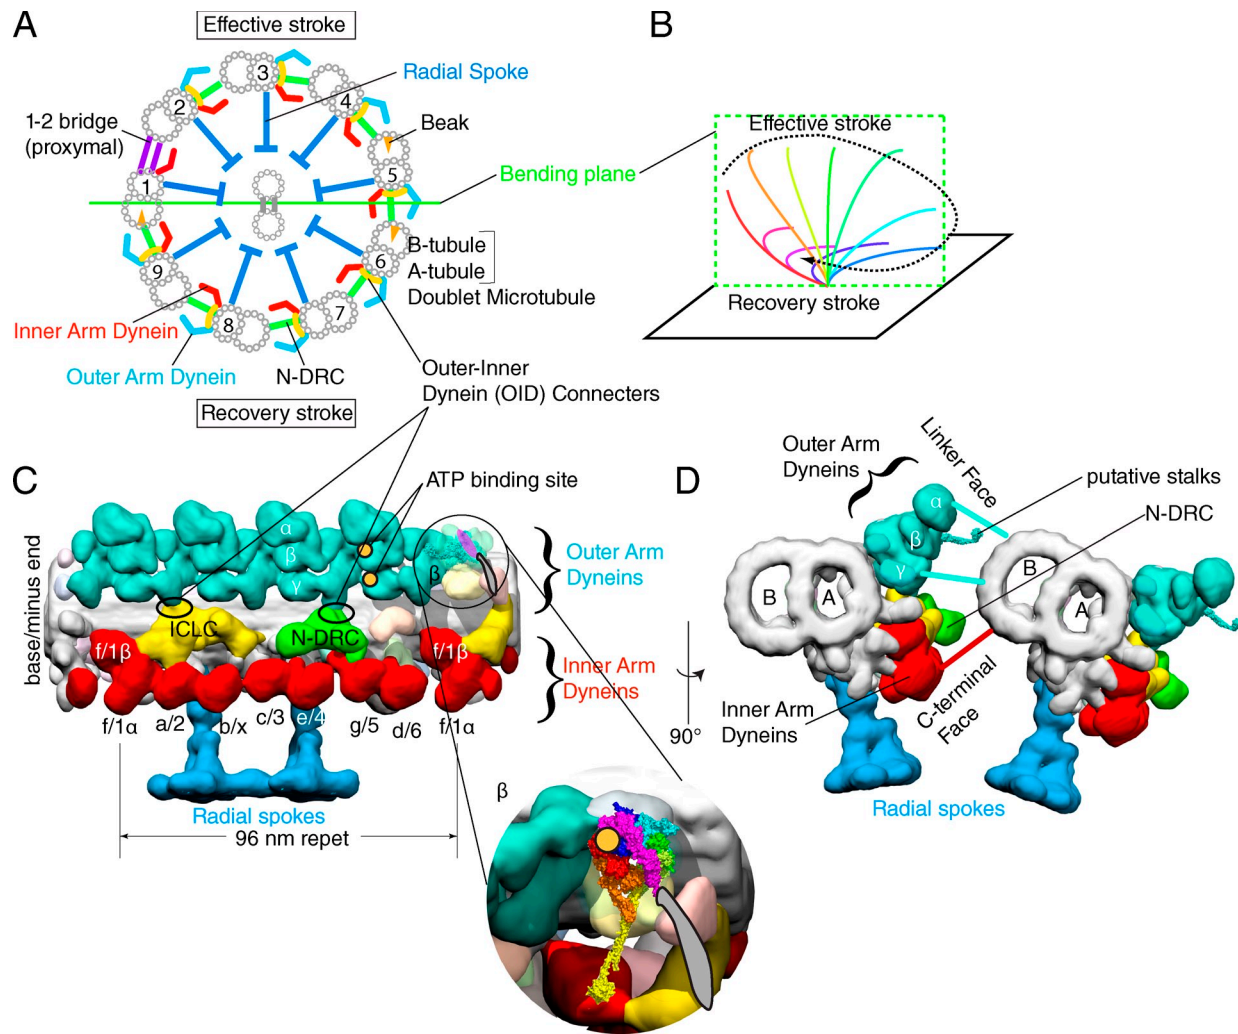 A
Effective stroke
B
3
2
4
Radial Spoke
1-2 bridge
(proxymal)
Beak
Effective stroke
1
5
Bending plane
B-tubule
A-tubule
Doublet Microtubule
9
6
8
7
Recovery stroke
Inner Arm Dynein
Outer Arm Dynein
N-DRC
Outer-Inner
Dynein (OID) Connecters
Recovery stroke
C
ATP binding site
D
Outer Arm
Dyneins
Linker Face
putative stalks
N-DRC
base/minus end
α
β
γ
β
Outer Arm
Dyneins
ICLC
N-DRC
f/1β
f/1β
Inner Arm
Dyneins
f/1α
a/2
b/x
c/3
e/4
g/5
d/6
f/1α
Radial spokes
96 nm repet
90°
α
β
γ
B
A
B
A
Inner Arm
Dyneins
C-terminal
Face
Radial spokes
β